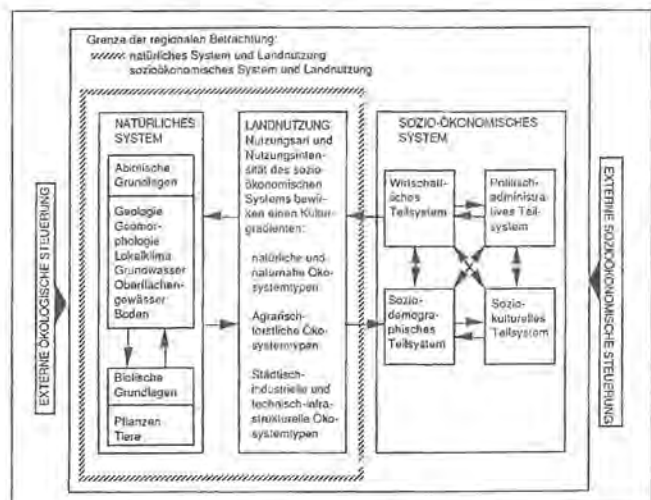 Grenze der regionalen Betrachtung:
natürliches System und Landnutzung
sozioökonomisches System und Landnutzung
EXTERNE ÖKOLOGISCHE STEUERUNG
NATÜRLICHES
SYSTEM
Abiotische
Grundlagen
Geologie
Geomor-
phologie
Lokalklima
Grundwasser
Oberflächen-
gewässer
Boden
Biotische
Grundlagen
Pflanzen
Tiere
LANDNUTZUNG
Nutzungsart und
Nutzungsinten-
sität des sozio-
ökonomischen
Systems bewir-
ken einen Kultur-
gradienten:
natürliche und
naturnahe Öko-
systemtypen
Agrarisch-
forstliche Öko-
systemtypen
Städtisch-
industrielle und
technisch-infra-
strukturelle Öko-
systemtypen
SOZIO-ÖKONOMISCHES
SYSTEM
Wirtschaft-
liches
Teilsystem
Politisch-
administra-
tives Teil-
system
Sozio-
demogra-
phisches
Teilsystem
Sozio-
kulturelles
Teilsystem
EXTERNE SOZIOÖKONOMISCHE STEUERUNG